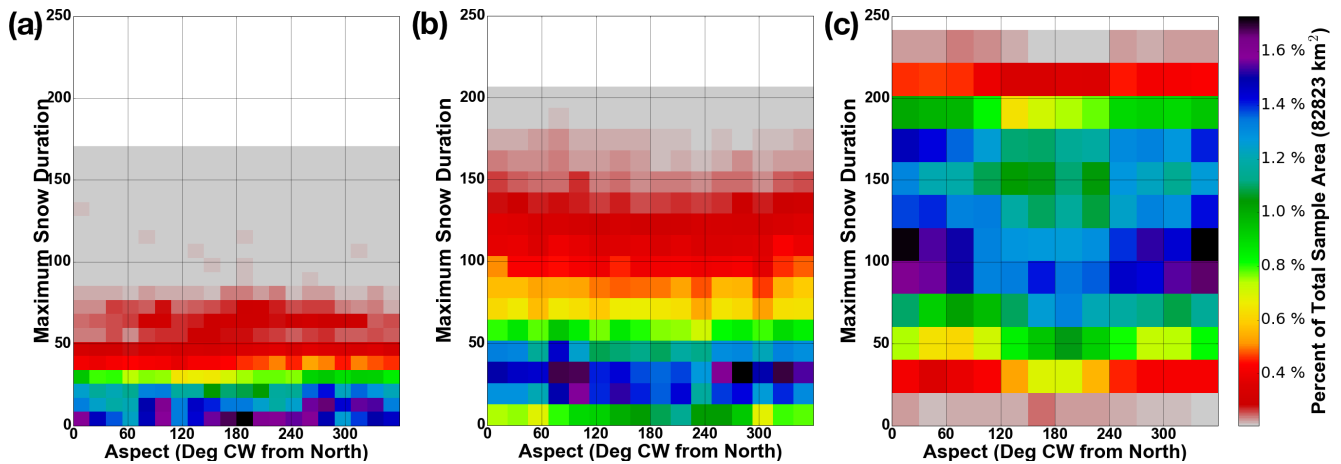 (a)
250
200
150
100
50
0
Maximum Snow Duration
0 60 120 180 240 300
Aspect (Deg CW from North)
(b)
250
200
150
100
50
0
Maximum Snow Duration
0 60 120 180 240 300
Aspect (Deg CW from North)
(c)
250
200
150
100
50
0
Maximum Snow Duration
0 60 120 180 240 300
Aspect (Deg CW from North)
1.6 %
1.4 %
1.2 %
1.0 %
0.8 %
0.6 %
0.4 %
Percent of Total Sample Area (82823 km²)